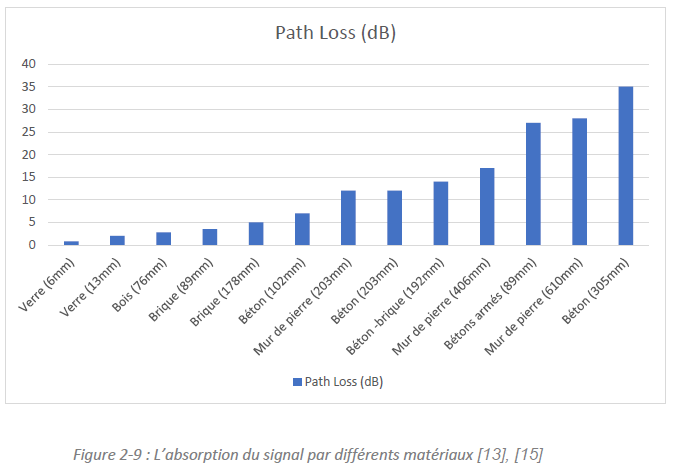 Path Loss (dB)
40
35
30
25
20
15
10
5
0
Verre (6mm)
Verre (13mm)
Bois (76mm)
Brique (89mm)
Brique (178mm)
Béton (102mm)
Mur de pierre (203mm)
Béton (203mm)
Béton -brique (192mm)
Mur de pierre (406mm)
Bétons armés (89mm)
Mur de pierre (610mm)
Béton (305mm)
Path Loss (dB)
Figure 2-9 : L’absorption du signal par différents matériaux [13], [15]